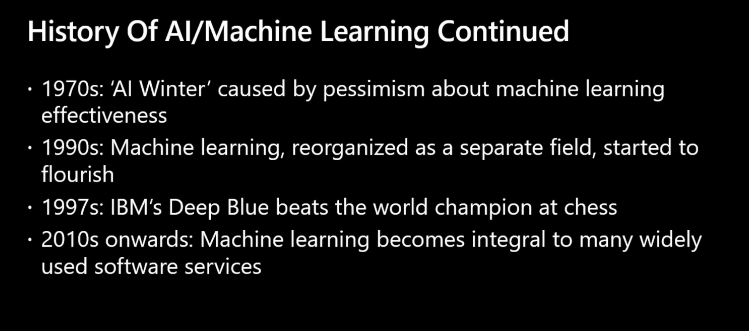 History Of AI/Machine Learning Continued
• 1970s: ‘AI Winter’ caused by pessimism about machine learning
effectiveness
• 1990s: Machine learning, reorganized as a separate field, started to
flourish
• 1997s: IBM’s Deep Blue beats the world champion at chess
• 2010s onwards: Machine learning becomes integral to many widely
used software services